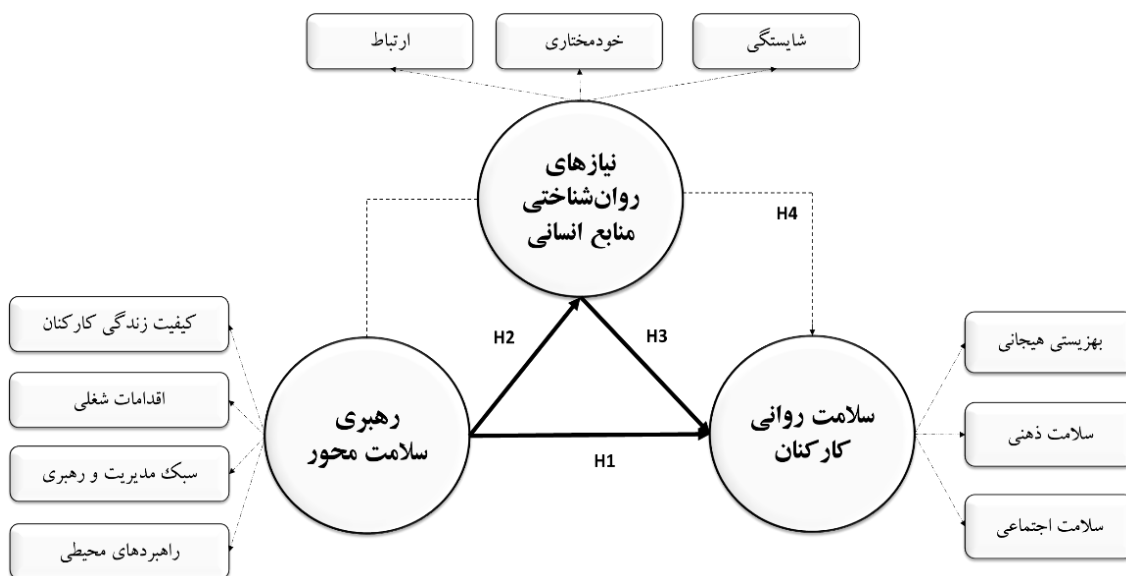 شایستگی
خودمختاری
ارتباط
نیازهای
روان‌شناختی
منابع انسانی
H4
H2
H3
کیفیت زندگی کارکنان
اقدامات شغلی
سبک مدیریت و رهبری
راهبردهای محیطی
رهبری
سلامت محور
H1
سلامت روانی
کارکنان
بهزیستی هیجانی
سلامت ذهنی
سلامت اجتماعی